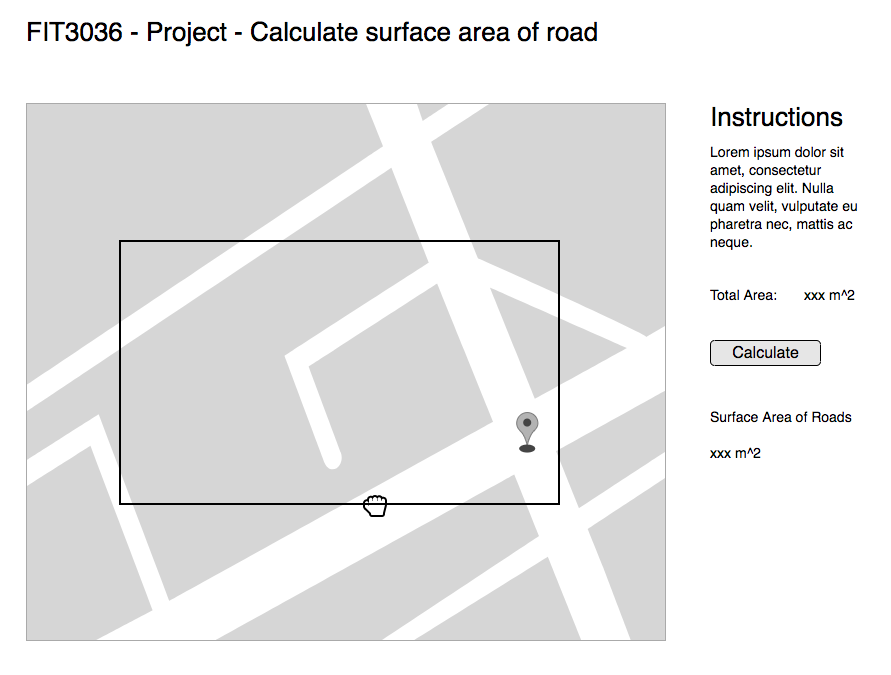 FIT3036 - Project - Calculate surface area of road
Instructions
Lorem ipsum dolor sit
amet, consectetur
adipiscing elit. Nulla
quam velit, vulputate eu
pharetra nec, mattis ac
neque.
Total Area: xxx m^2
Calculate
Surface Area of Roads
xxx m^2